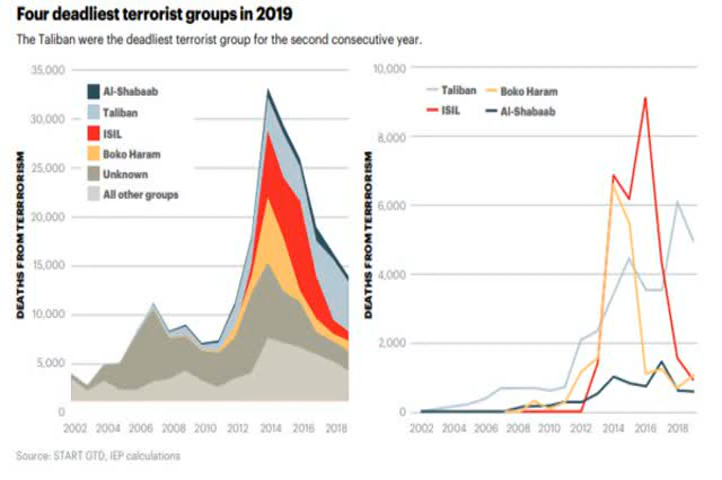 Four deadliest terrorist groups in 2019
The Taliban were the deadliest terrorist group for the second consecutive year.
35,000
30,000
25,000
20,000
15,000
10,000
5,000
0
DEATHS FROM TERRRORISM
Al-Shabaab
Taliban
ISIL
Boko Haram
Unknown
All other groups
2002 2004 2006 2008 2010 2012 2014 2016 2018
10,000
8,000
6,000
4,000
2,000
0
DEATHS FROM TERRRORISM
Taliban Boko Haram
ISIL Al-Shabaab
2002 2004 2006 2008 2010 2012 2014 2016 2018
Source: START GTD, IEP calculations